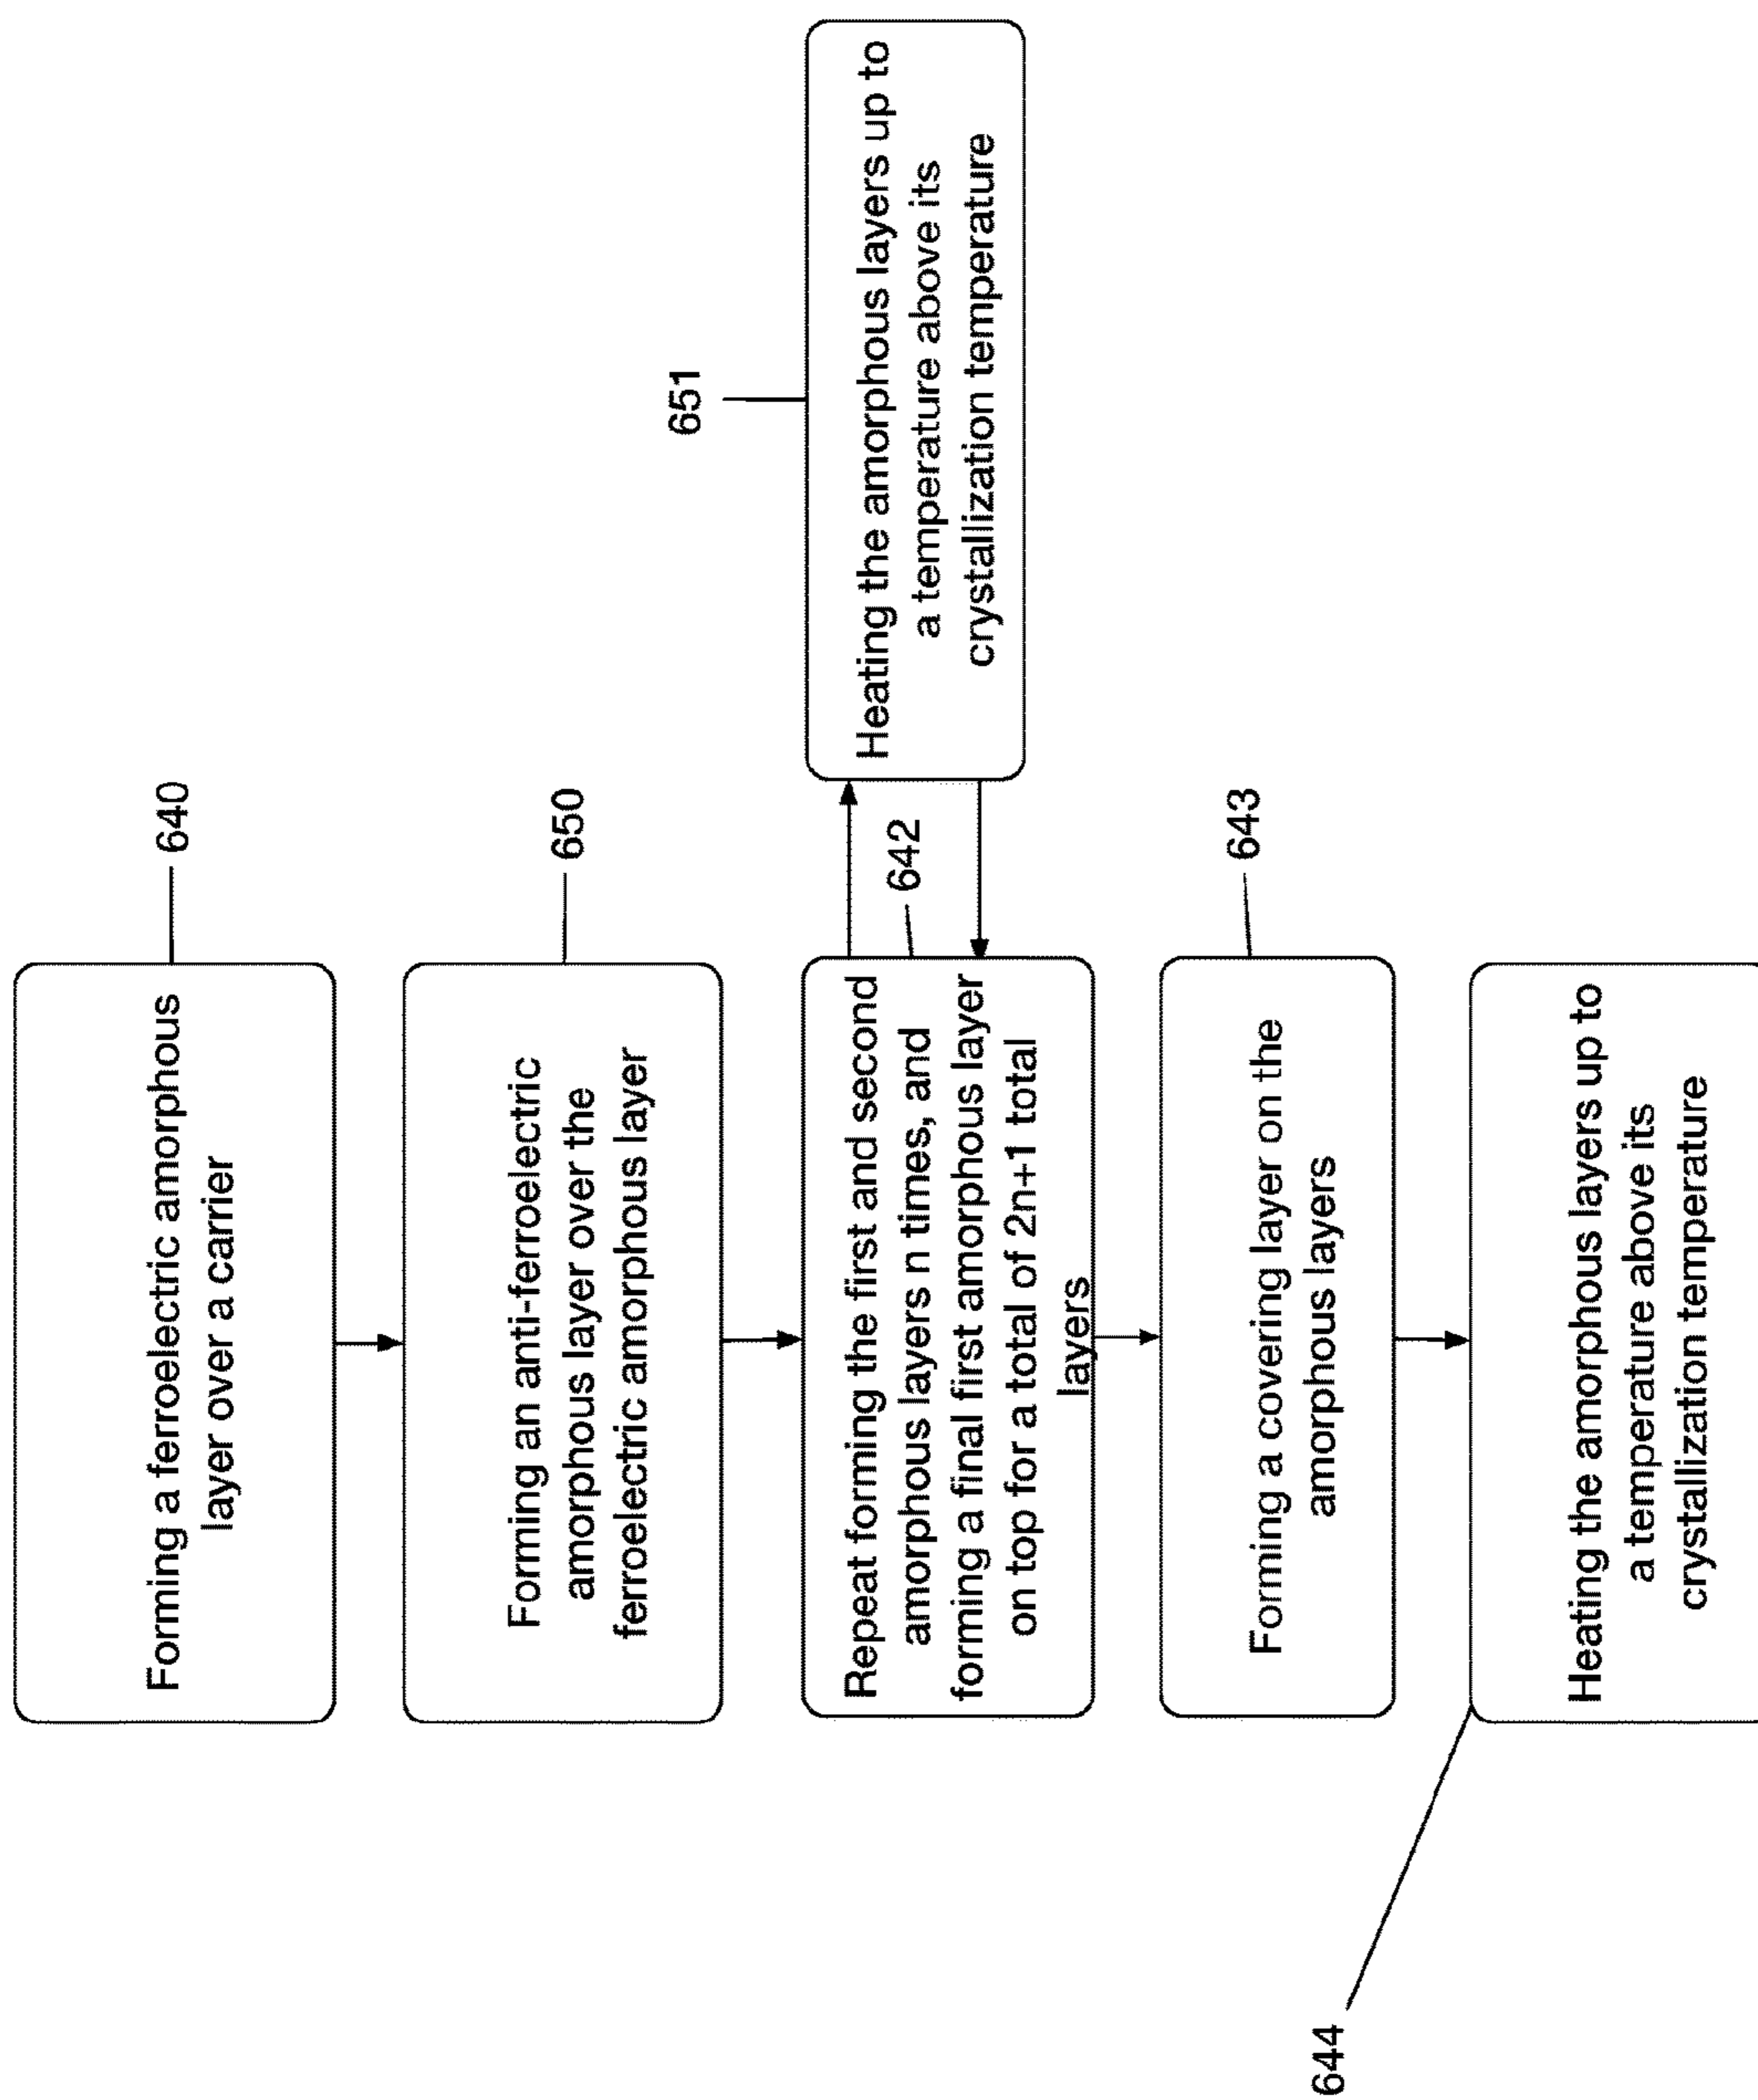 640
Forming a ferroelectric amorphous
layer over a carrier
650
Forming an anti-ferroelectric
amorphous layer over the
ferroelectric amorphous layer
642
Repeat forming the first and second
amorphous layers n times, and
forming a final first amorphous layer
on top for a total of 2n+1 total
layers
651
Heating the amorphous layers up to
a temperature above its
crystallization temperature
643
Forming a covering layer on the
amorphous layers
644
Heating the amorphous layers up to
a temperature above its
crystallization temperature